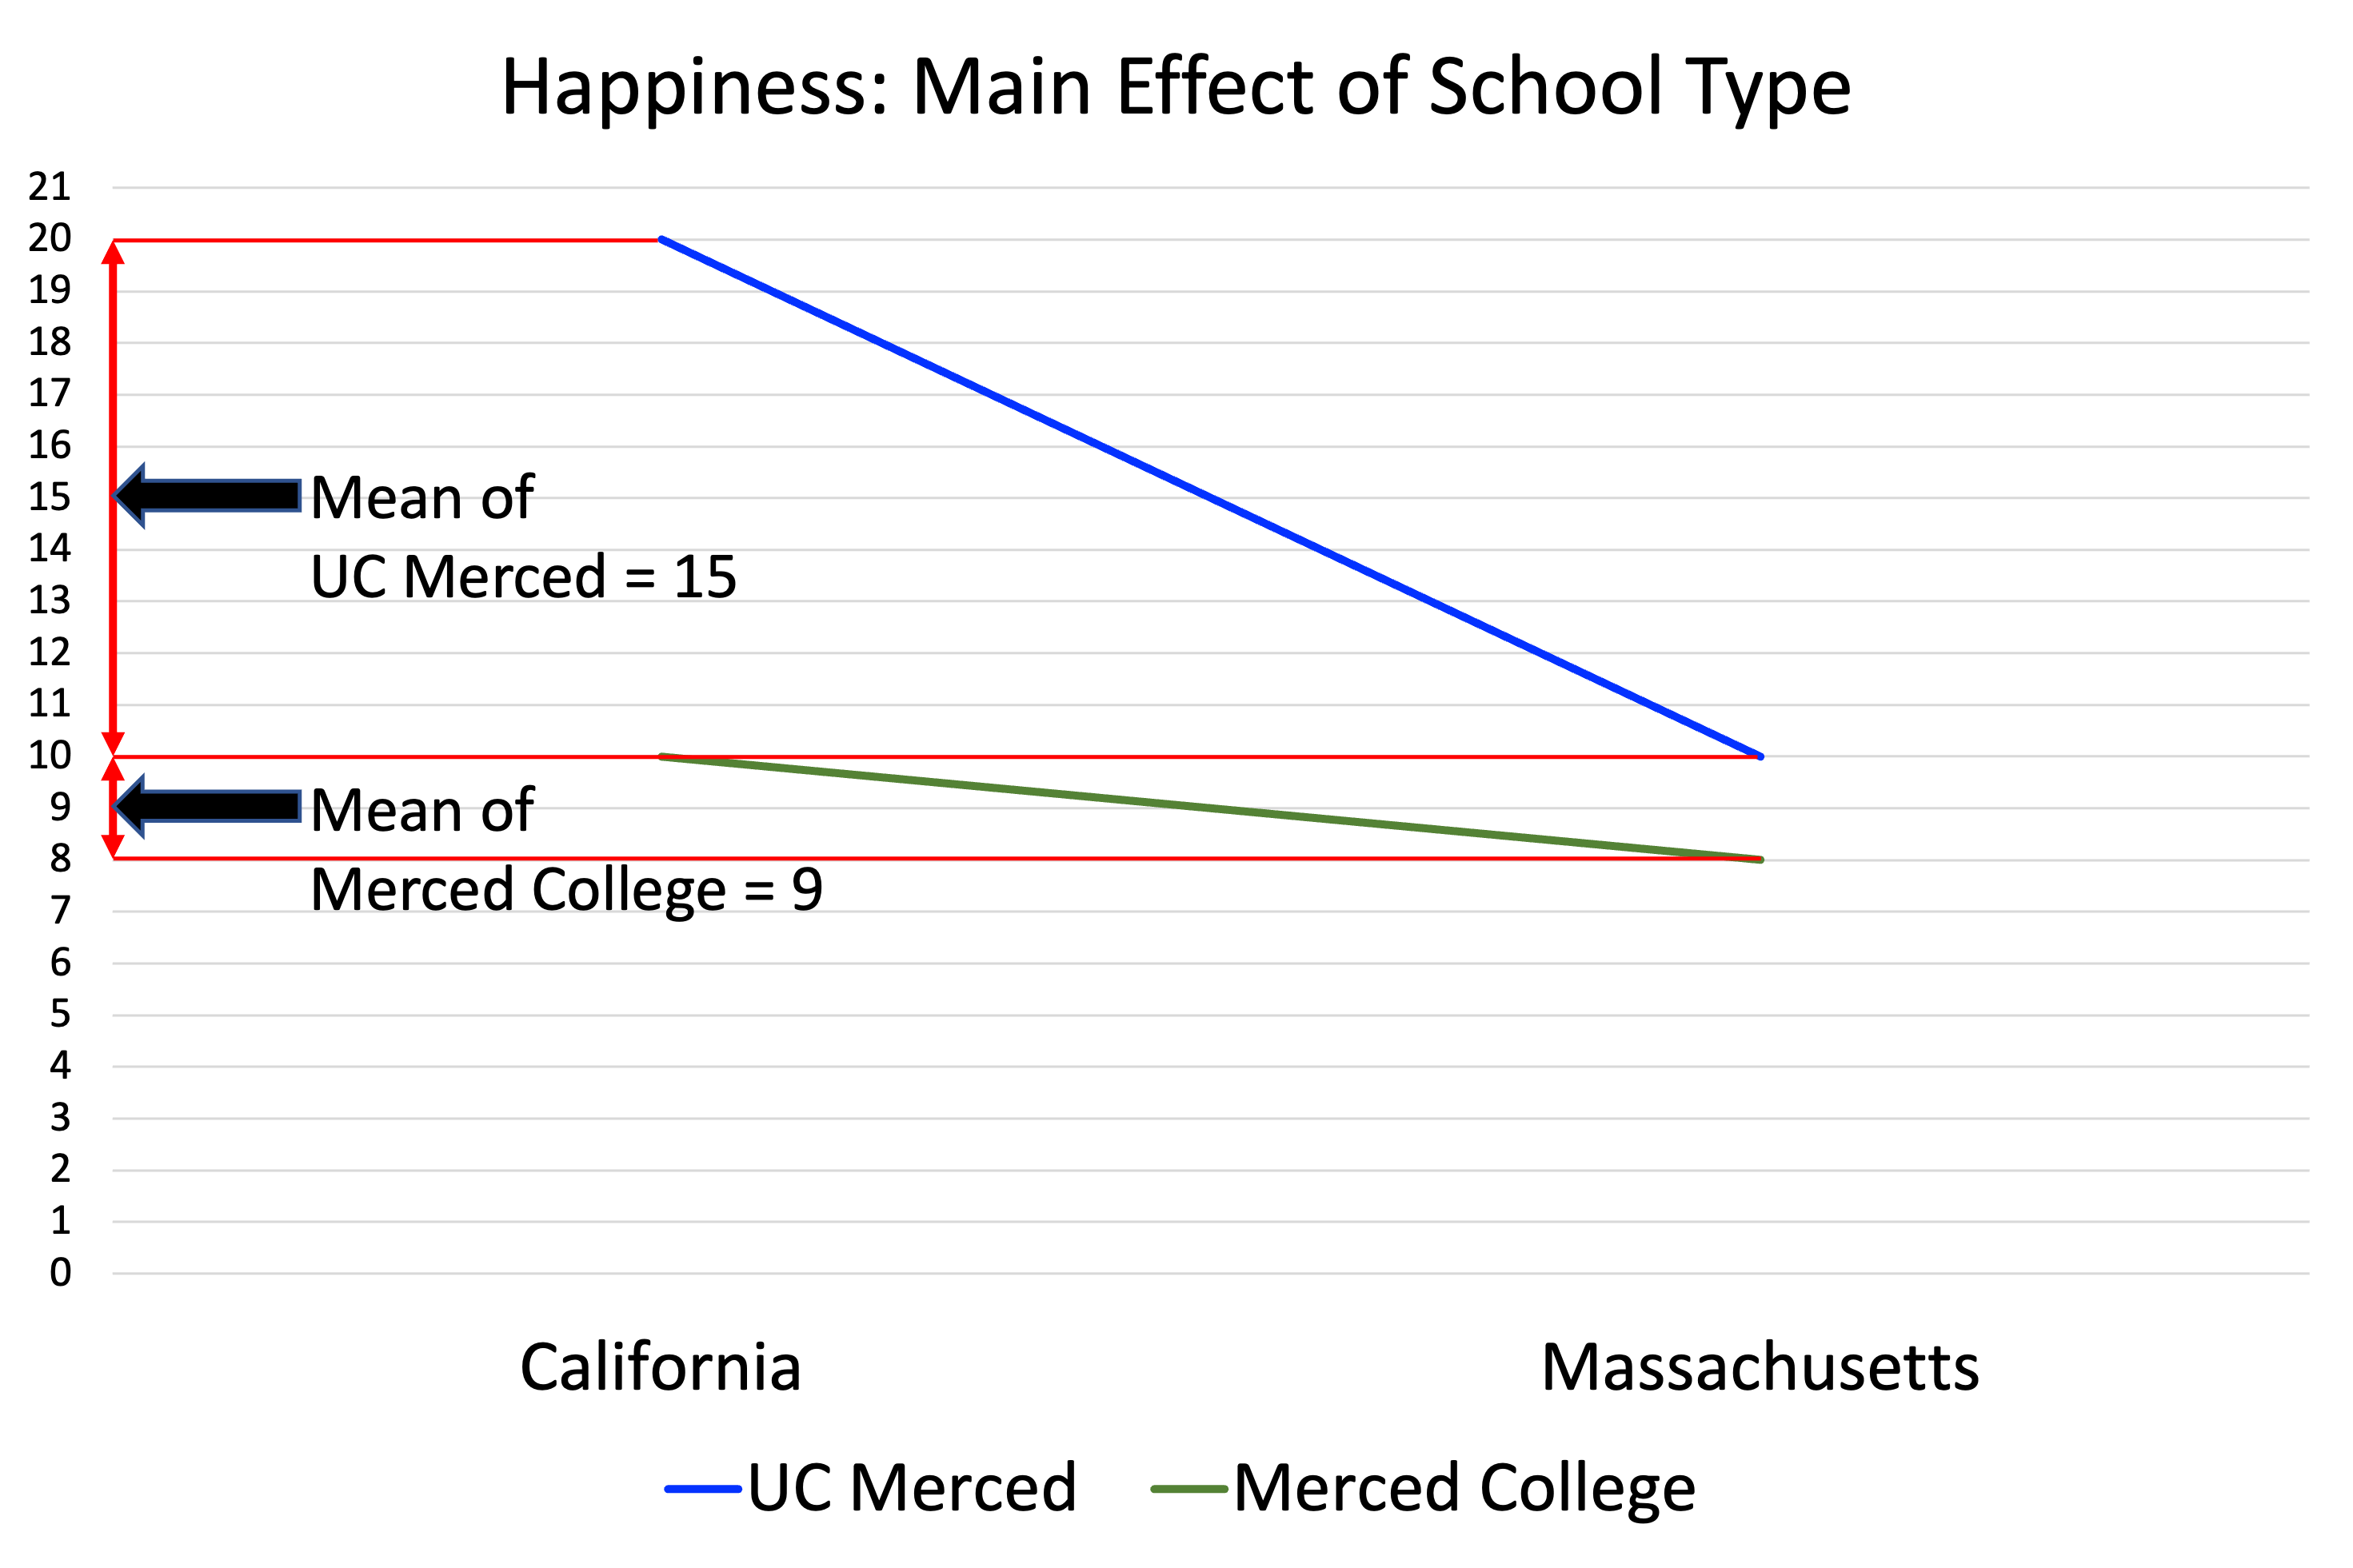 Happiness: Main Effect of School Type
21
20
19
18
17
16
15
14
13
12
11
10
9
8
7
6
5
4
3
2
1
0
Mean of
UC Merced = 15
Mean of
Merced College = 9
California
Massachusetts
UC Merced
Merced College